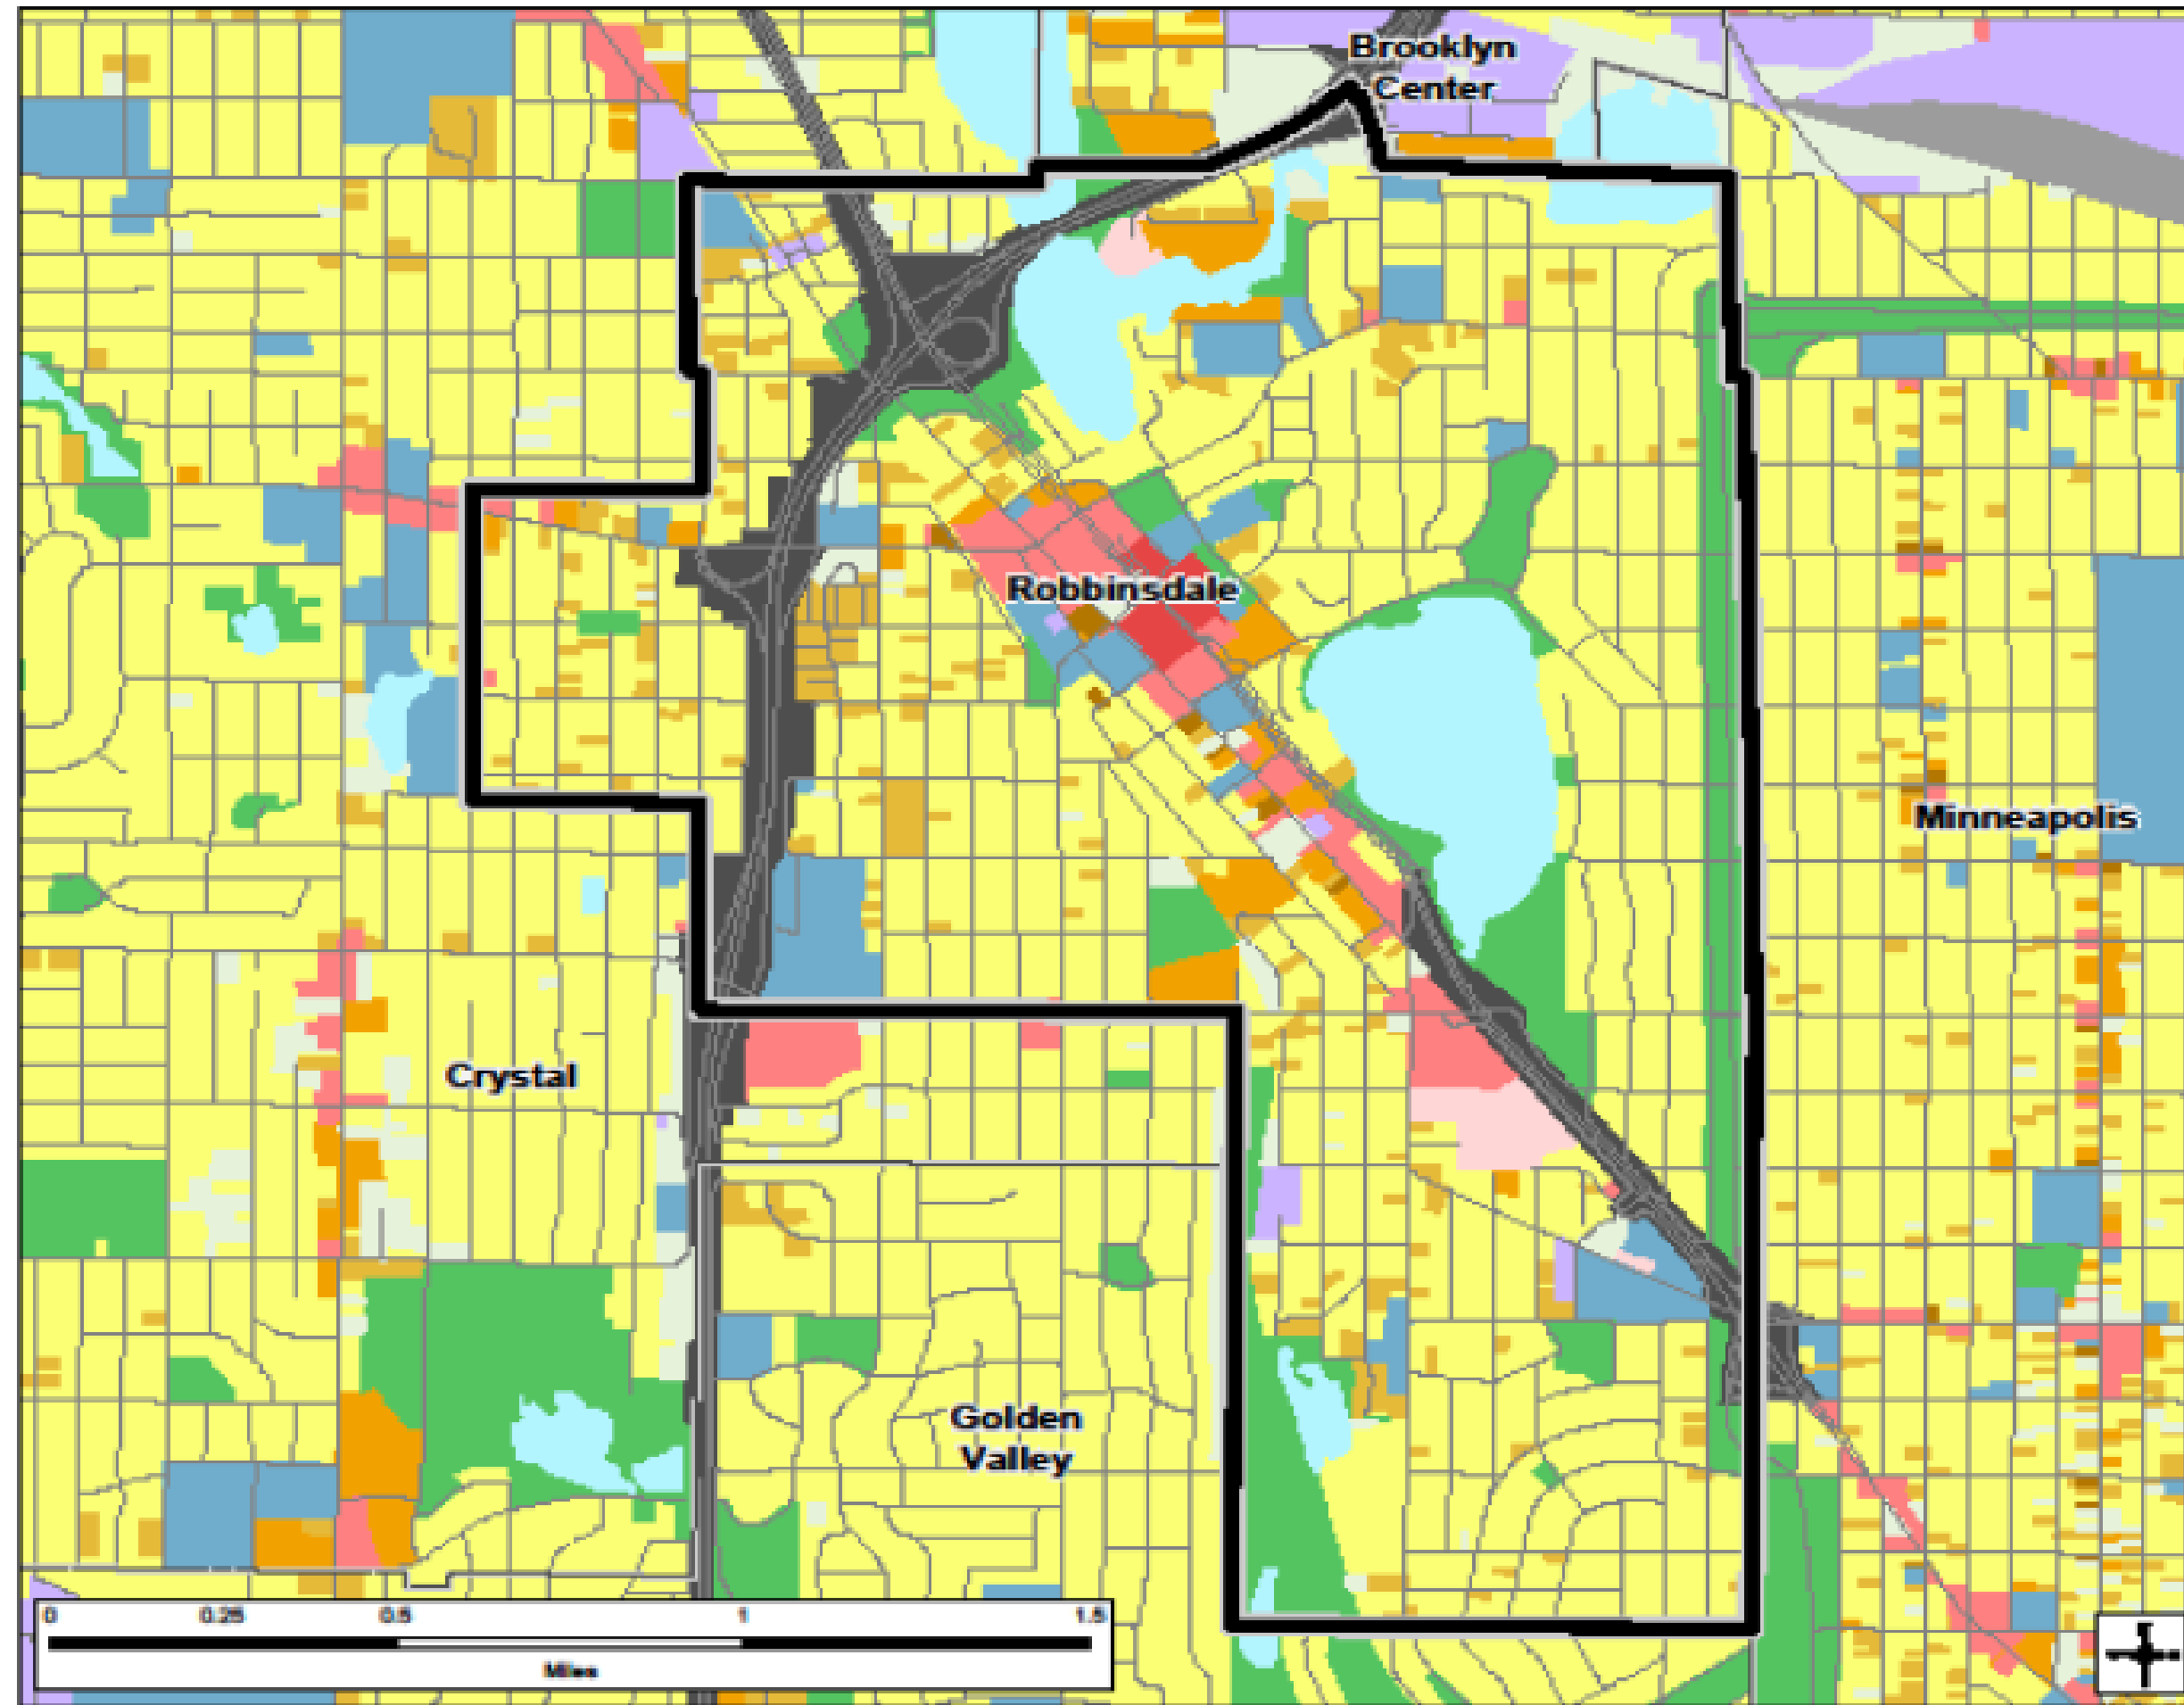 Brooklyn
Center
Robbinsdale
Minneapolis
Crystal
Golden
Valley
0 0.25 0.5 1 1.5
Miles